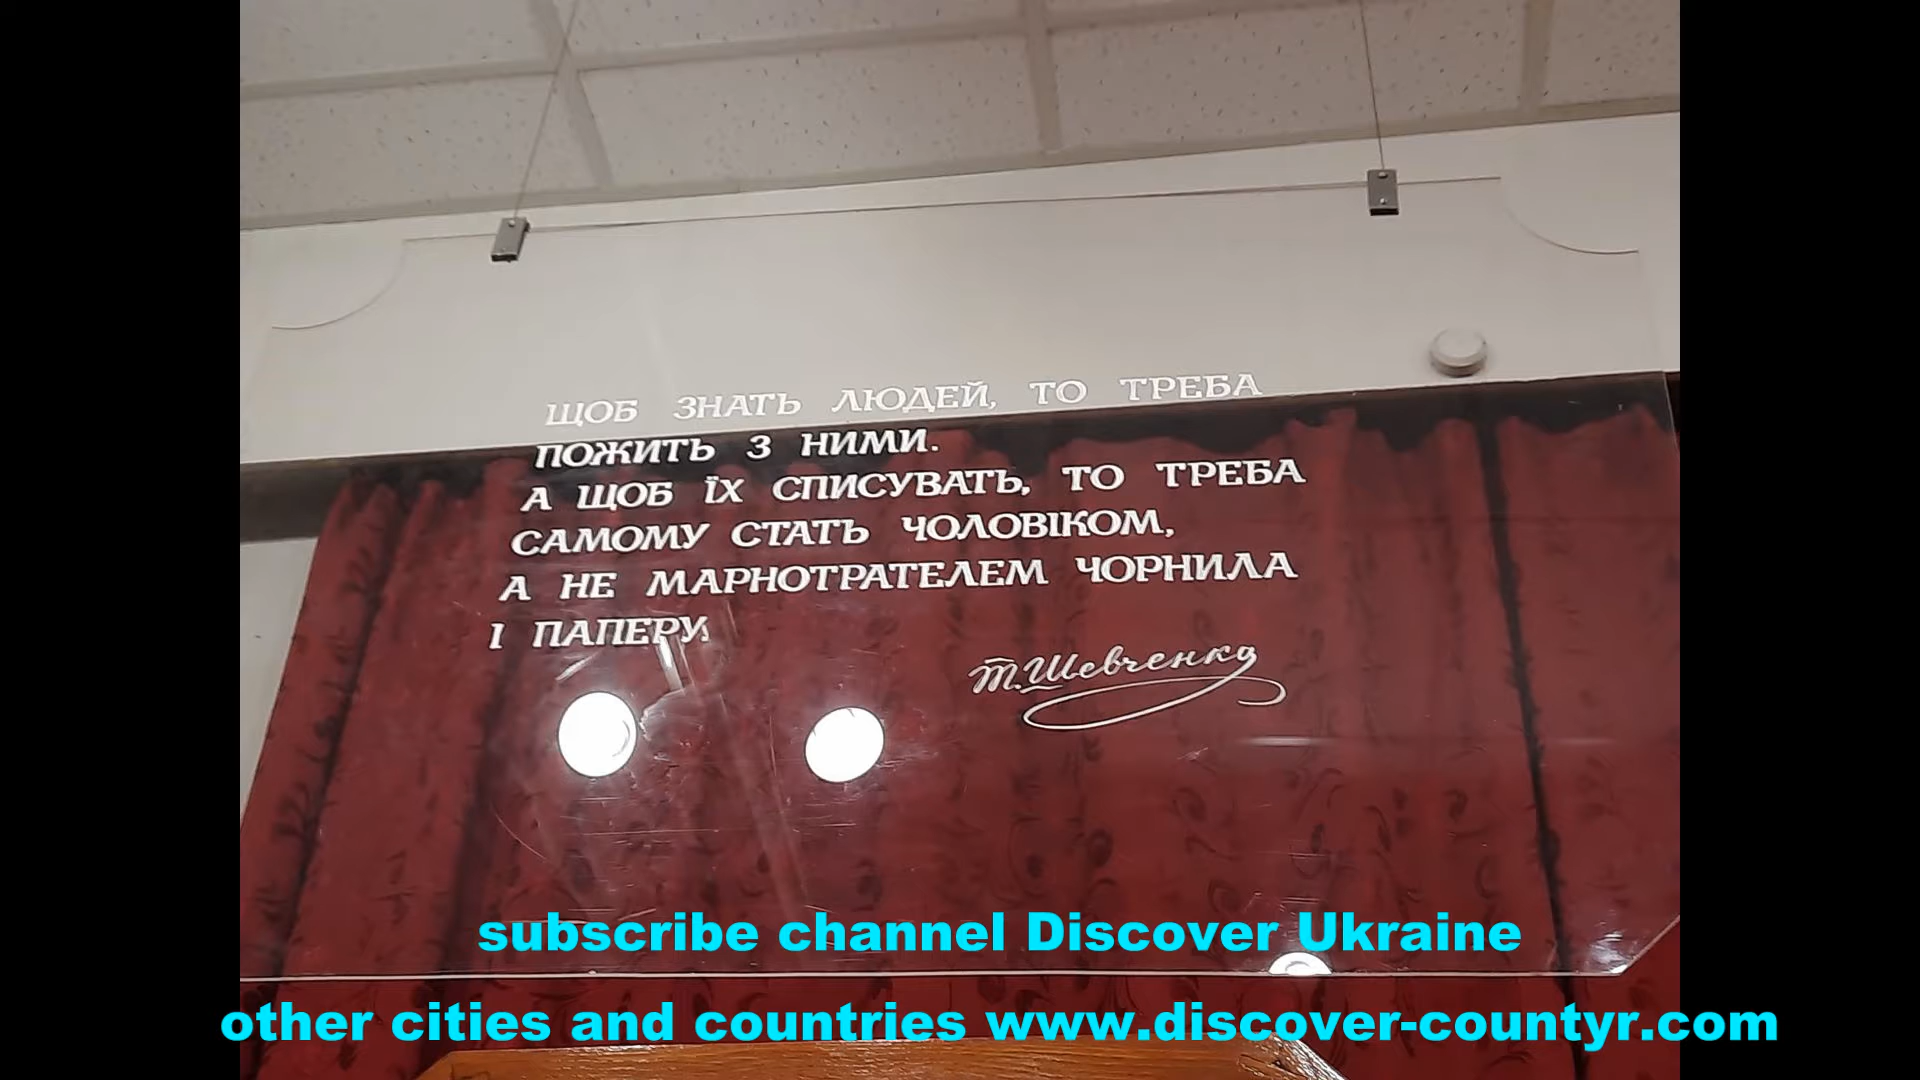 ЩОБ ЗНАТЬ ЛЮДЕЙ, ТО ТРЕБА
ПОЖИТЬ З НИМИ.
А ЩОБ ЇХ СПИСУВАТЬ, ТО ТРЕБА
САМОМУ СТАТЬ ЧОЛОВІКОМ,
А НЕ МАРНОТРАТЕЛЕМ ЧОРНИЛА
І ПАПЕРУ.
Т.Шевченко
subscribe channel Discover Ukraine
other cities and countries www.discover-countyr.com